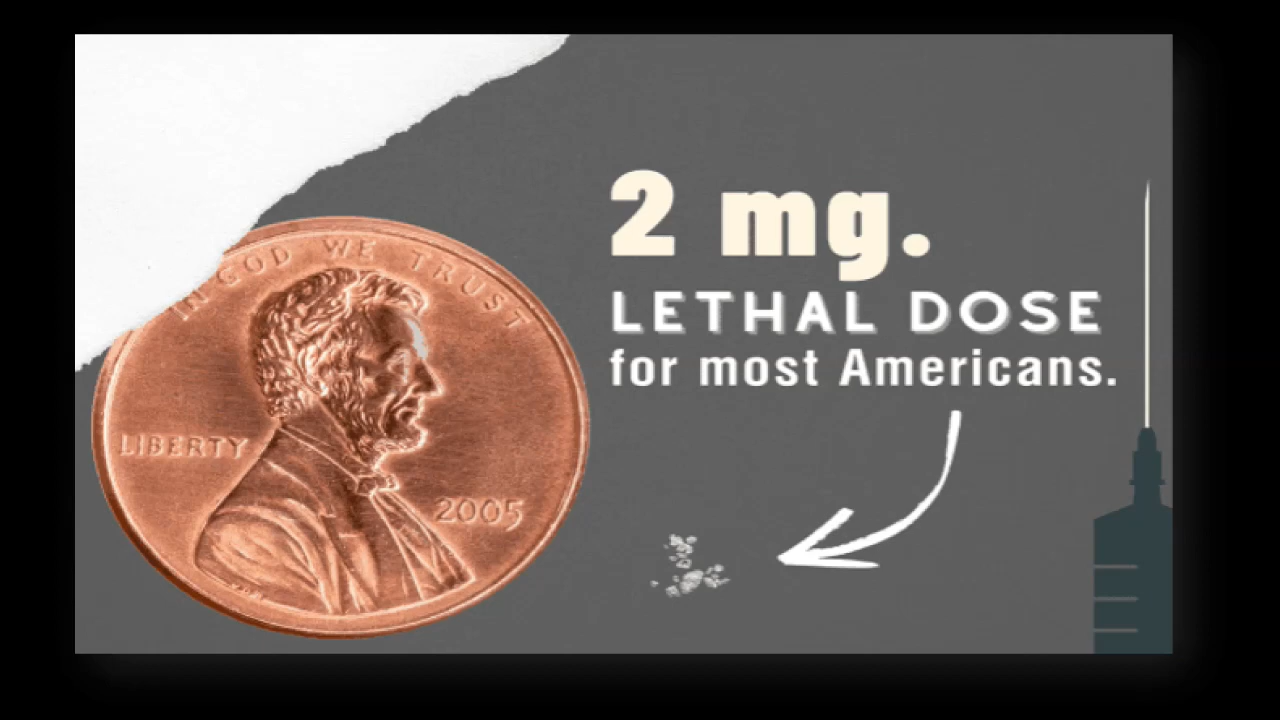 IN GOD WE TRUST
LIBERTY
2005
2 mg.
LETHAL DOSE
for most Americans.